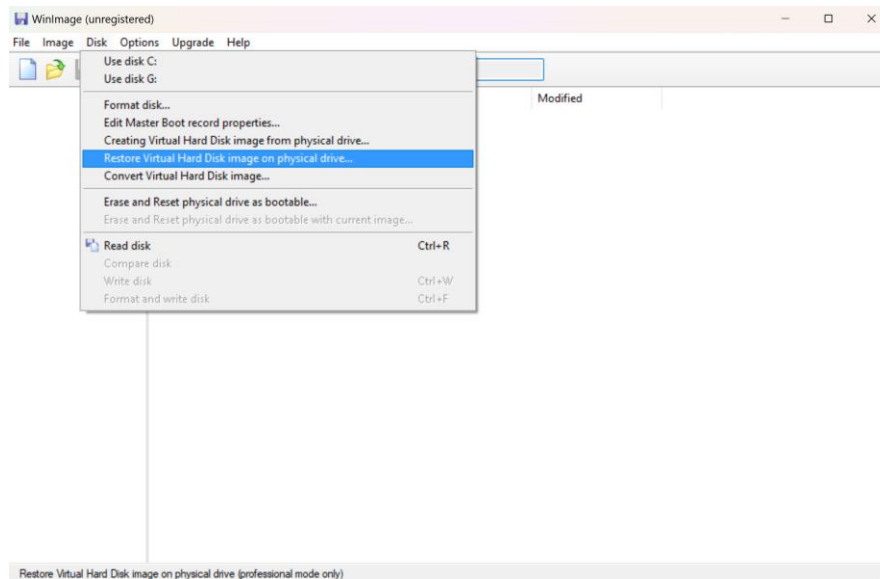 WinImage (unregistered)
File Image Disk Options Upgrade Help
Use disk C:
Use disk G:
Modified
Format disk...
Edit Master Boot record properties...
Creating Virtual Hard Disk image from physical drive...
Restore Virtual Hard Disk image on physical drive...
Convert Virtual Hard Disk image...
Erase and Reset physical drive as bootable...
Erase and Reset physical drive as bootable with current image...
Read disk Ctrl+R
Compare disk
Write disk Ctrl+W
Format and write disk Ctrl+F
Restore Virtual Hard Disk image on physical drive (professional mode only)